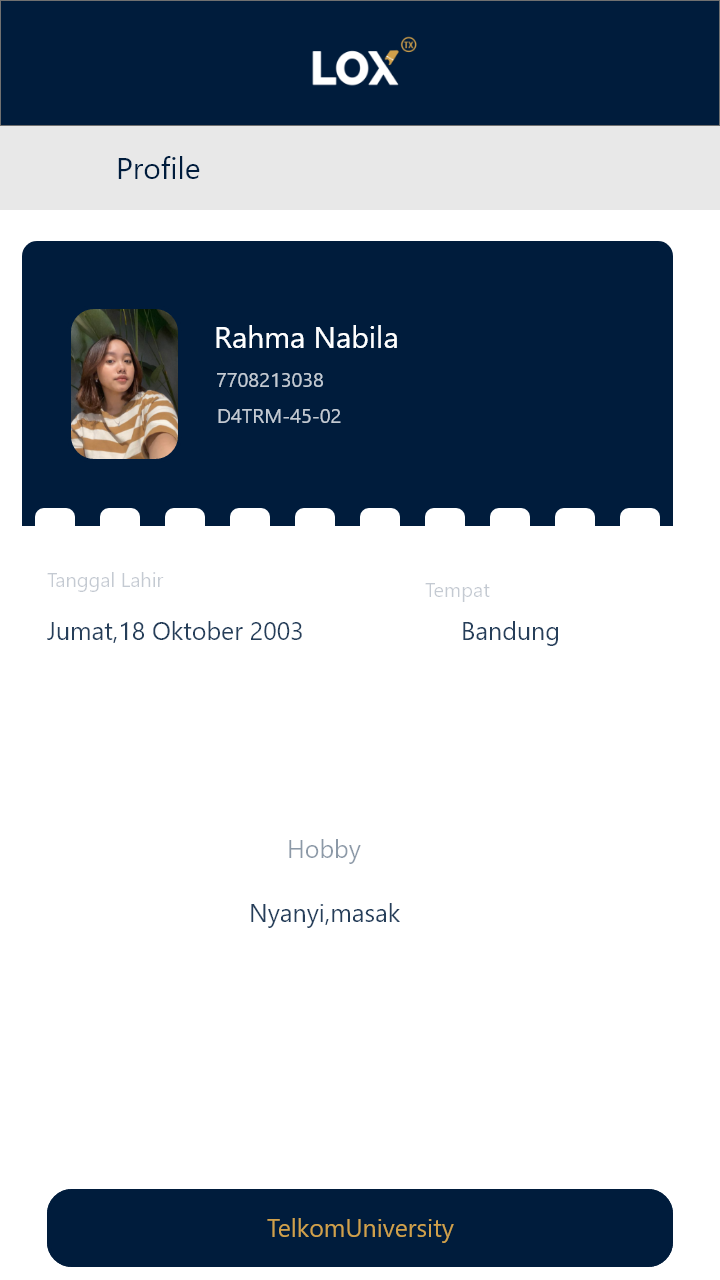 LOX TX
Profile
Rahma Nabila
7708213038
D4TRM-45-02
Tanggal Lahir
Tempat
Jumat,18 Oktober 2003
Bandung
Hobby
Nyanyi,masak
TelkomUniversity